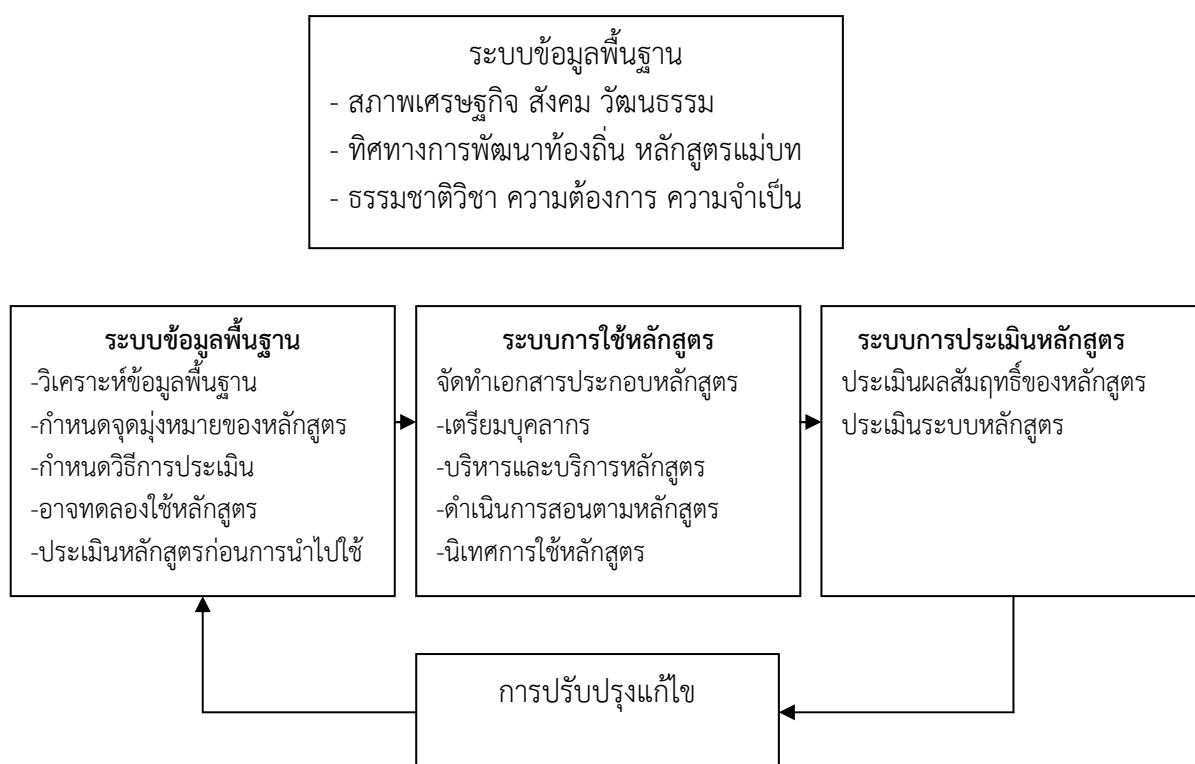 ระบบข้อมูลพื้นฐาน
- สภาพเศรษฐกิจ สังคม วัฒนธรรม
- ทิศทางการพัฒนาท้องถิ่น หลักสูตรแม่บท
- ธรรมชาติวิชา ความต้องการ ความจำเป็น
ระบบข้อมูลพื้นฐาน
-วิเคราะห์ข้อมูลพื้นฐาน
-กำหนดจุดมุ่งหมายของหลักสูตร
-กำหนดวิธีการประเมิน
-อาจทดลองใช้หลักสูตร
-ประเมินหลักสูตรก่อนการนำไปใช้
ระบบการใช้หลักสูตร
จัดทำเอกสารประกอบหลักสูตร
-เตรียมบุคลากร
-บริหารและบริการหลักสูตร
-ดำเนินการสอนตามหลักสูตร
-นิเทศการใช้หลักสูตร
ระบบการประเมินหลักสูตร
ประเมินผลสัมฤทธิ์ของหลักสูตร
ประเมินระบบหลักสูตร
การปรับปรุงแก้ไข